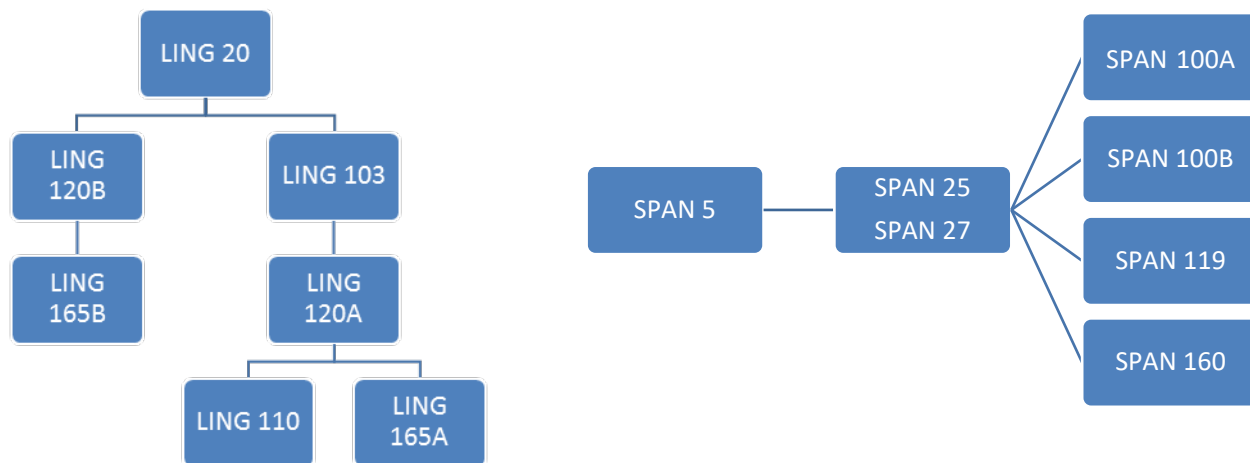 LING 20
LING
120B
LING 103
LING
165B
LING
120A
LING 110
LING
165A
SPAN 5
SPAN 25
SPAN 27
SPAN 100A
SPAN 100B
SPAN 119
SPAN 160